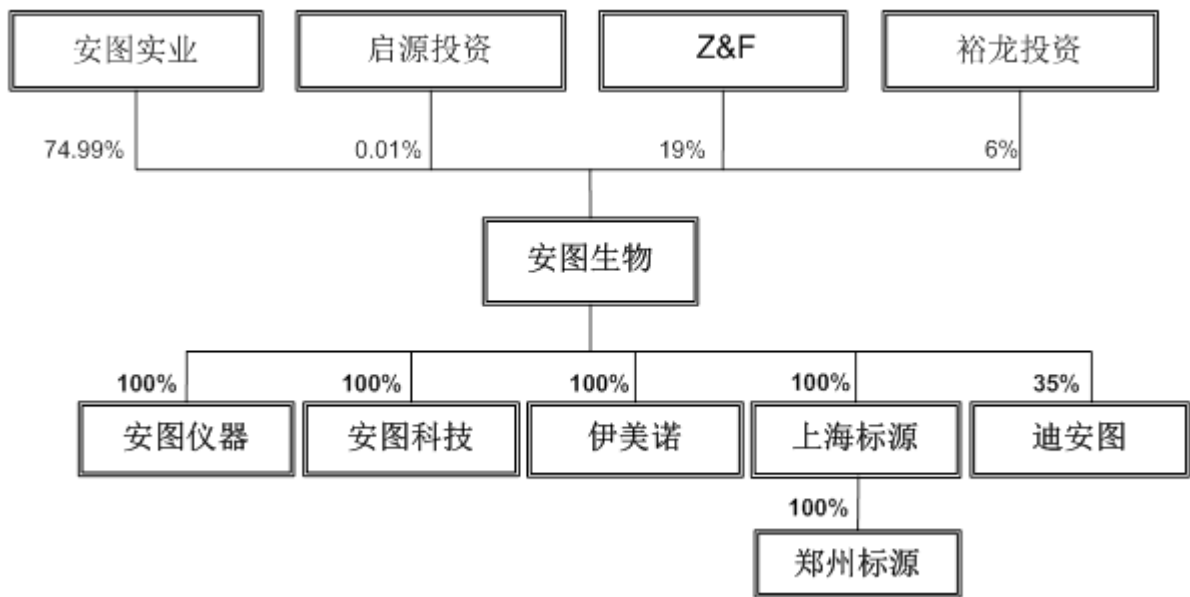 安图实业
启源投资
Z&F
裕龙投资
74.99%
0.01%
19%
6%
安图生物
100%
100%
100%
100%
35%
安图仪器
安图科技
伊美诺
上海标源
迪安图
100%
郑州标源